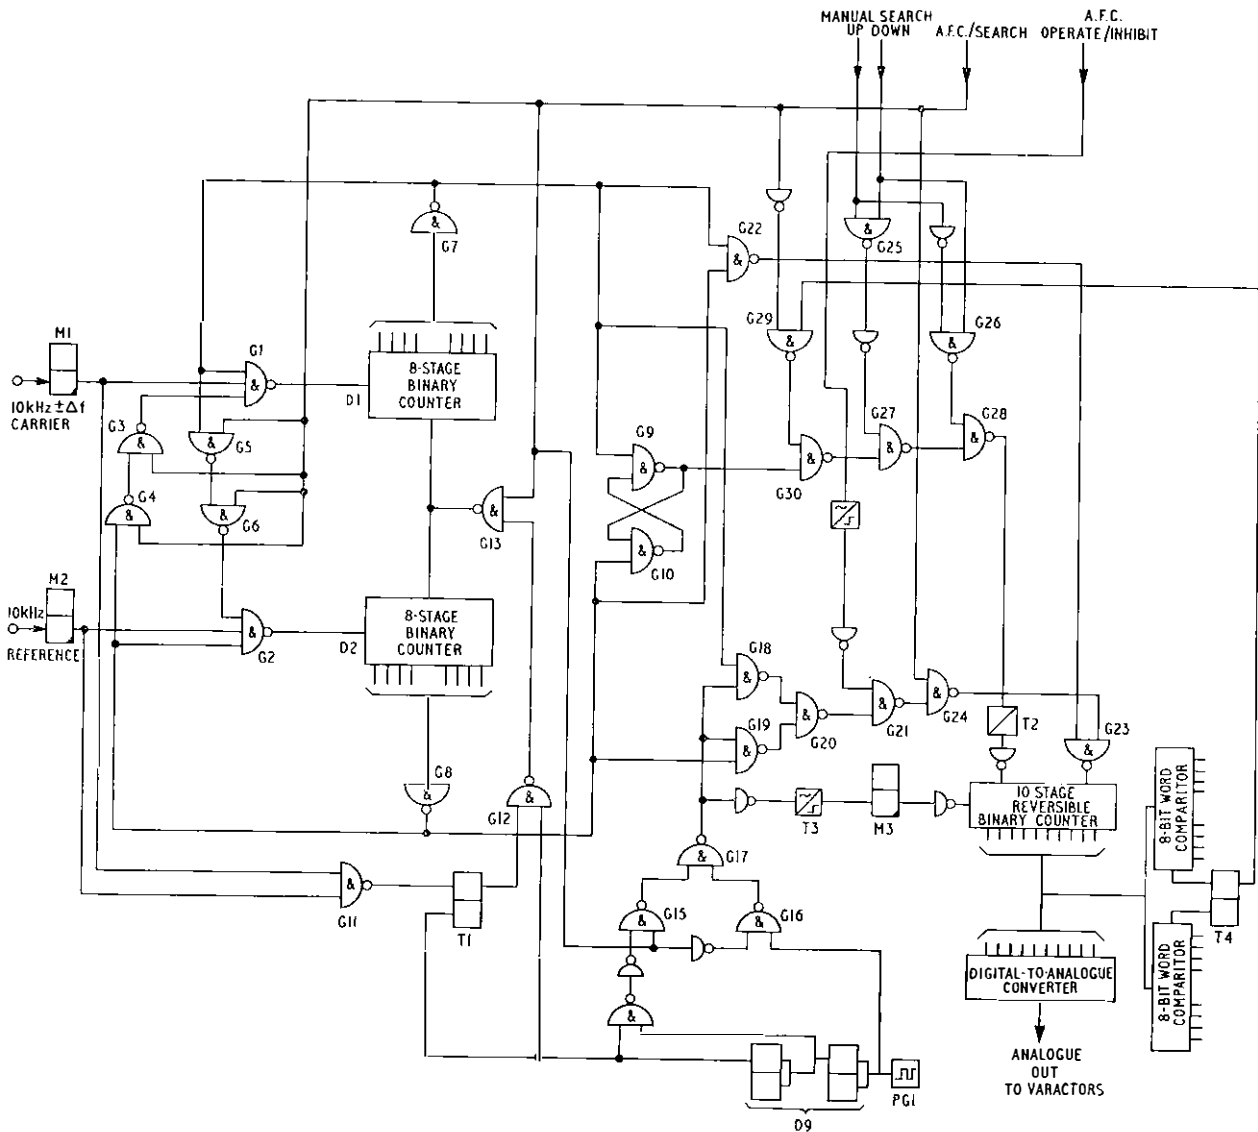 MANUAL SEARCH
UP DOWN
A.F.C./SEARCH
A.F.C.
OPERATE/INHIBIT
G7
&
G22
&
G25
&
M1
G1
&
G29
&
G26
&
10kHz ± Δf
CARRIER
G3
&
G5
&
D1
8-STAGE
BINARY
COUNTER
G9
&
G30
&
G27
&
G28
&
G4
&
G6
&
G13
&
G10
&
M2
10kHz
REFERENCE
G2
&
D2
8-STAGE
BINARY
COUNTER
G18
&
G19
&
G20
&
G21
&
G24
&
T2
G23
&
G8
&
G12
&
T3
M3
10 STAGE
REVERSIBLE
BINARY COUNTER
8-BIT WORD
COMPARITOR
G17
&
G11
&
T1
G15
&
G16
&
&
T4
DIGITAL-TO-ANALOGUE
CONVERTER
8-BIT WORD
COMPARITOR
ANALOGUE
OUT
TO VARACTORS
PG1
D9